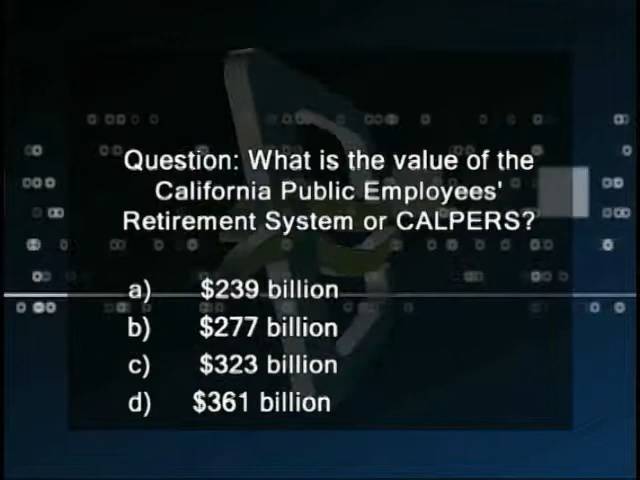 Question: What is the value of the
California Public Employees'
Retirement System or CALPERS?
a) $239 billion
b) $277 billion
c) $323 billion
d) $361 billion